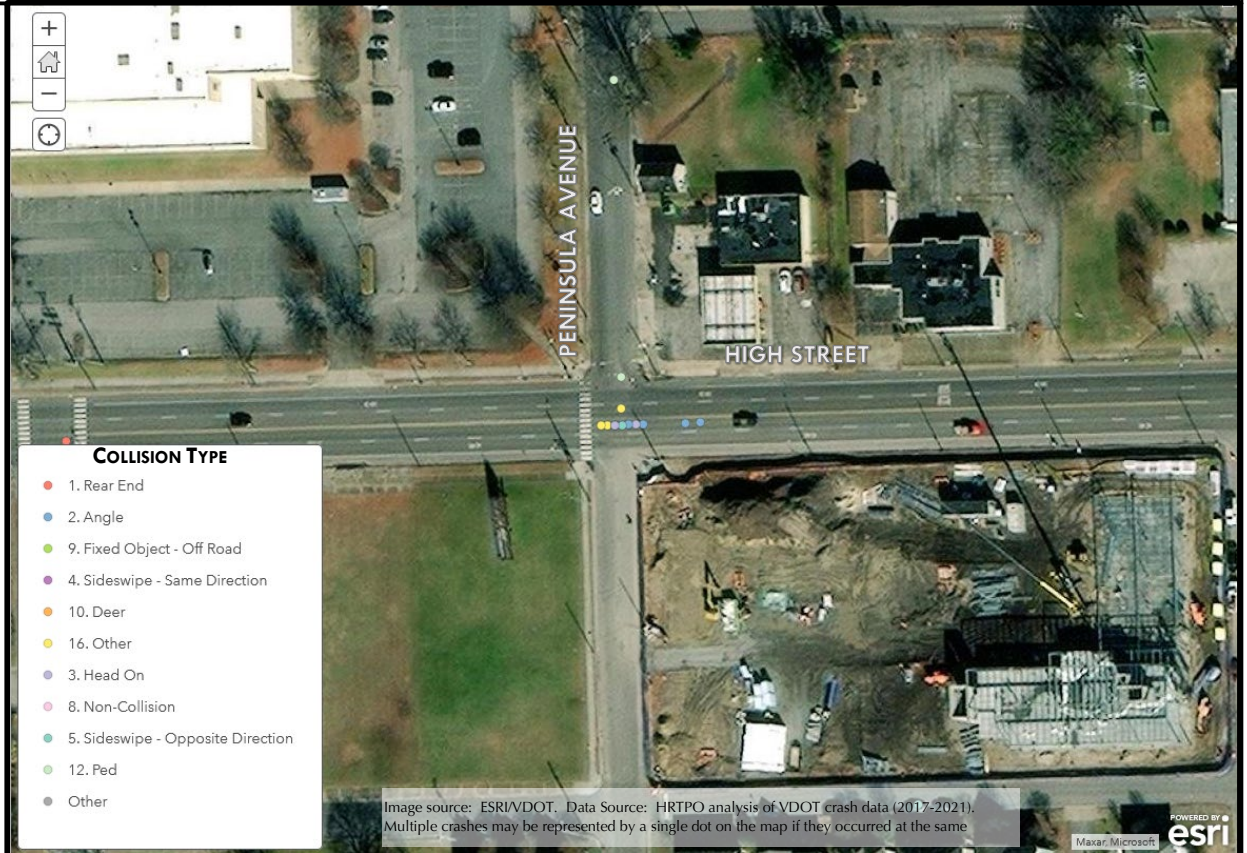 PENINSULA AVENUE
HIGH STREET
COLLISION TYPE
1. Rear End
2. Angle
9. Fixed Object - Off Road
4. Sideswipe - Same Direction
10. Deer
16. Other
3. Head On
8. Non-Collision
5. Sideswipe - Opposite Direction
12. Ped
Other
Image source: ESRI/VDOT. Data Source: HRTPO analysis of VDOT crash data (2017-2021).
Multiple crashes may be represented by a single dot on the map if they occurred at the same
Maxar, Microsoft
POWERED BY
esri